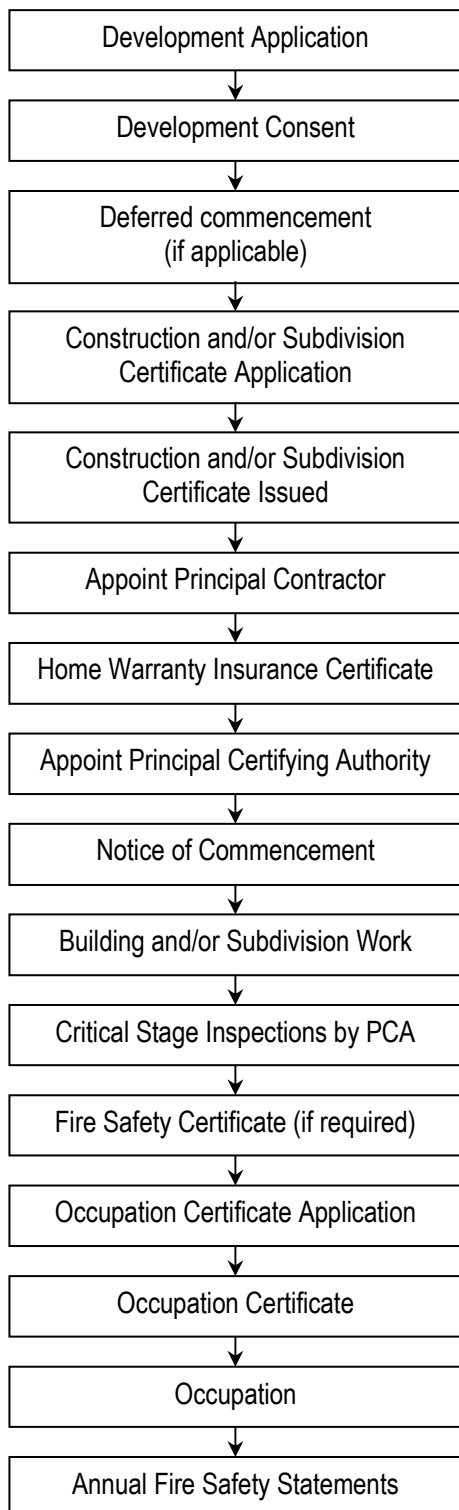 Development Application
Development Consent
Deferred commencement
(if applicable)
Construction and/or Subdivision
Certificate Application
Construction and/or Subdivision
Certificate Issued
Appoint Principal Contractor
Home Warranty Insurance Certificate
Appoint Principal Certifying Authority
Notice of Commencement
Building and/or Subdivision Work
Critical Stage Inspections by PCA
Fire Safety Certificate (if required)
Occupation Certificate Application
Occupation Certificate
Occupation
Annual Fire Safety Statements